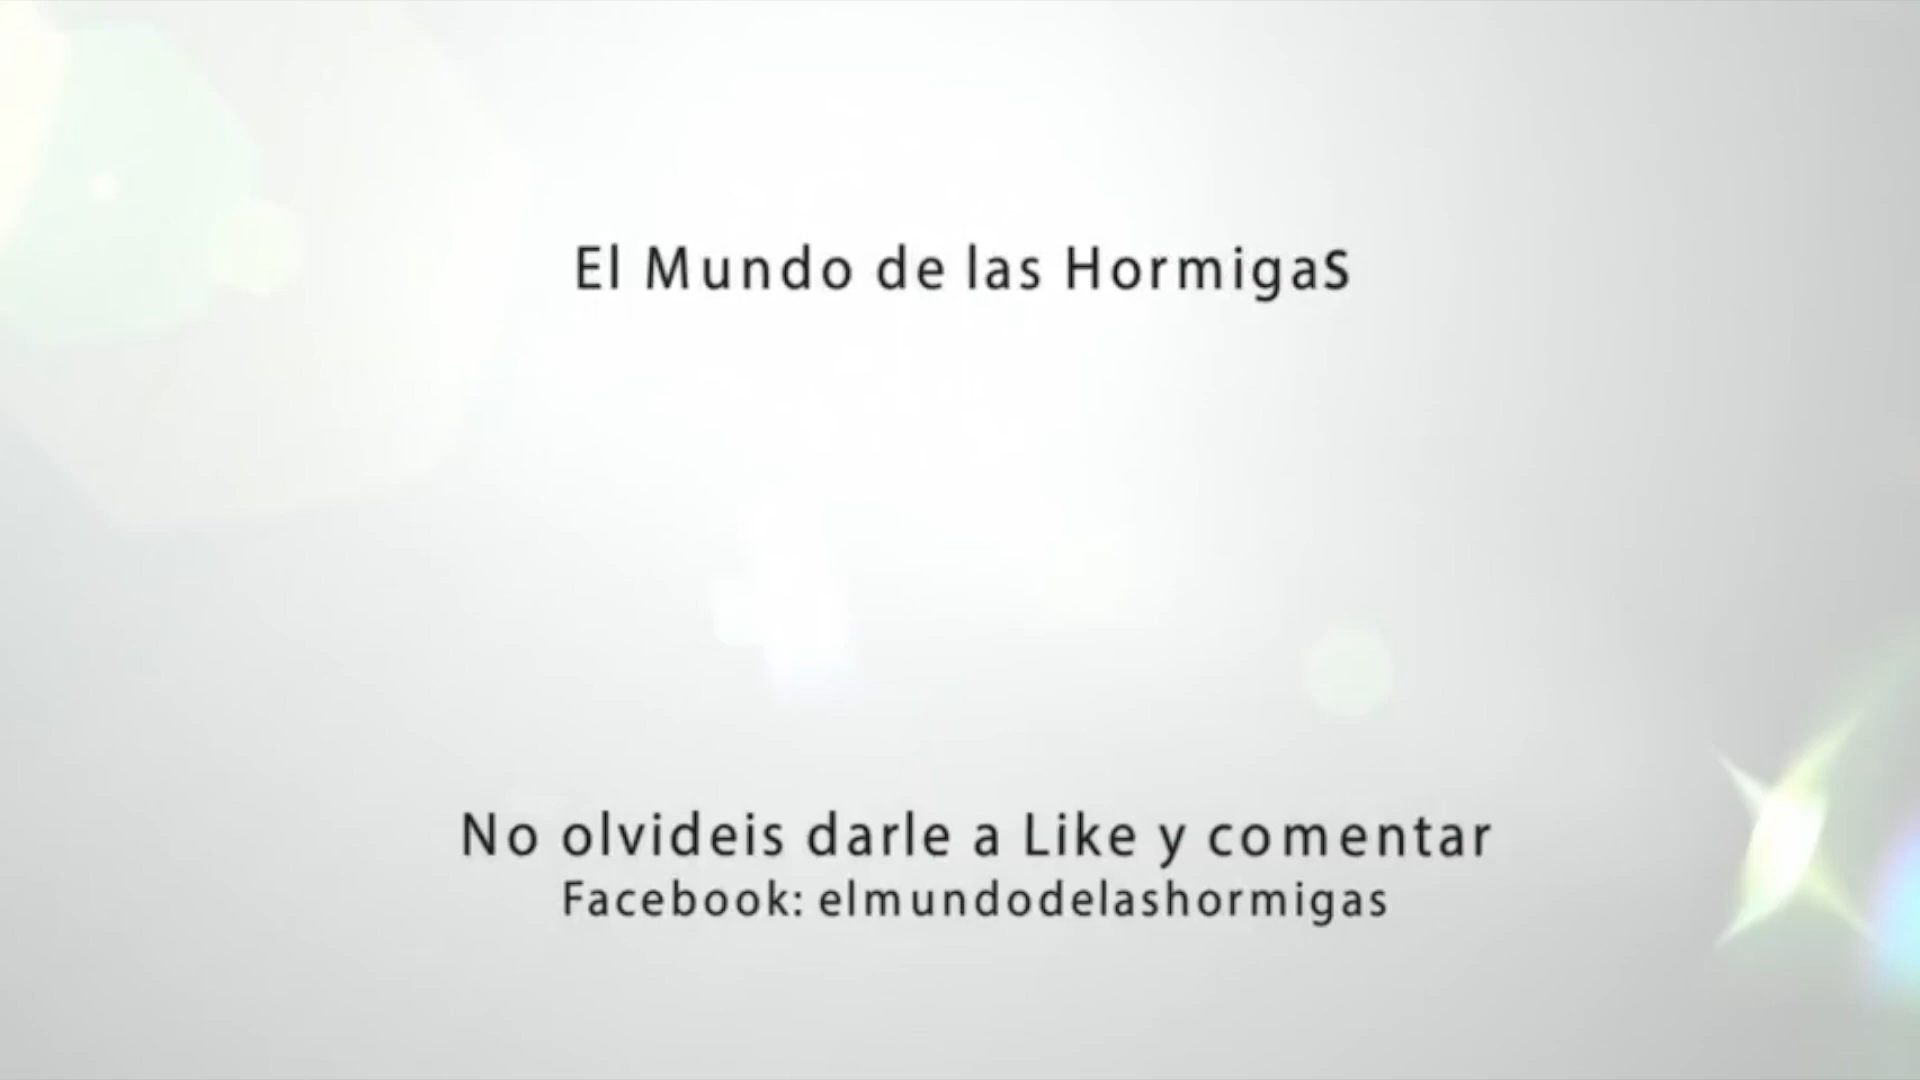 El Mundo de las Hormigas
No olvideis darle a Like y comentar
Facebook: elmundodelashormigas